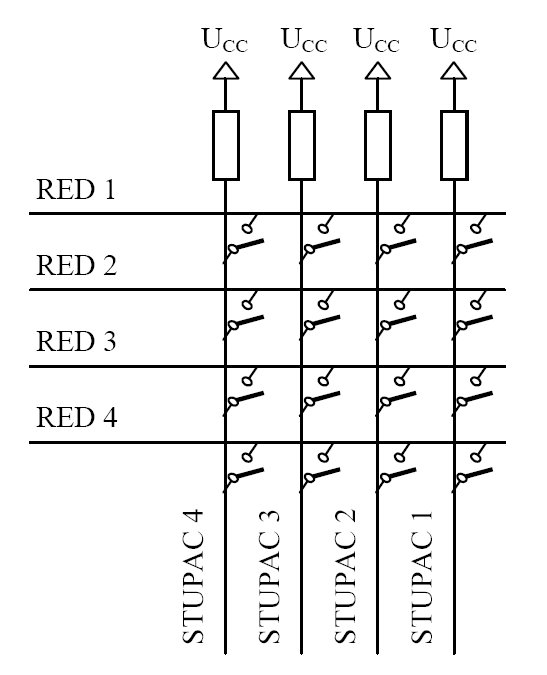 UCC UCC UCC UCC
RED 1
RED 2
RED 3
RED 4
STUPAC 4
STUPAC 3
STUPAC 2
STUPAC 1